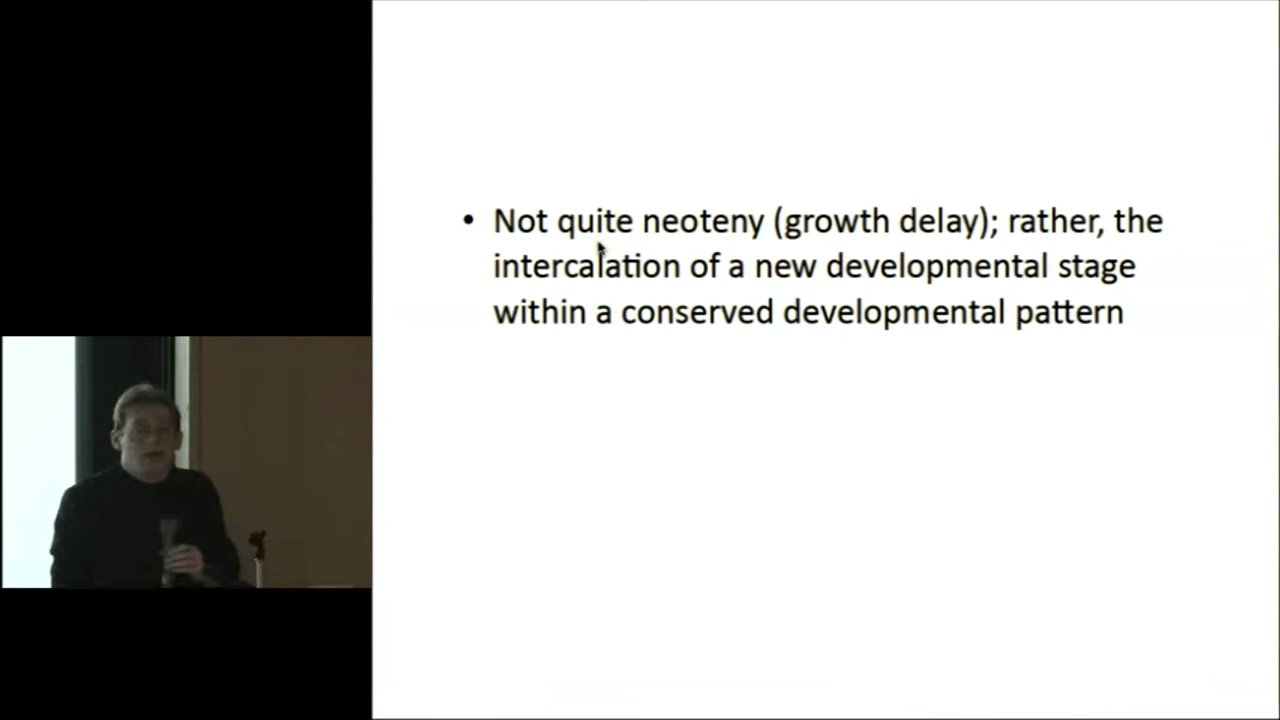 • Not quite neoteny (growth delay); rather, the
intercalation of a new developmental stage
within a conserved developmental pattern